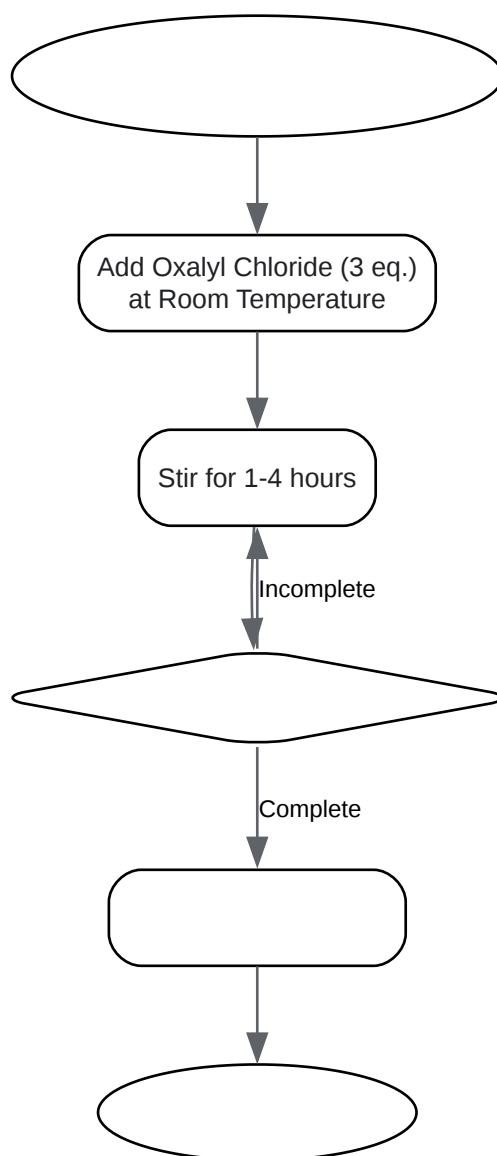 Add Oxalyl Chloride (3 eq.)
at Room Temperature
Stir for 1-4 hours
Incomplete
Complete